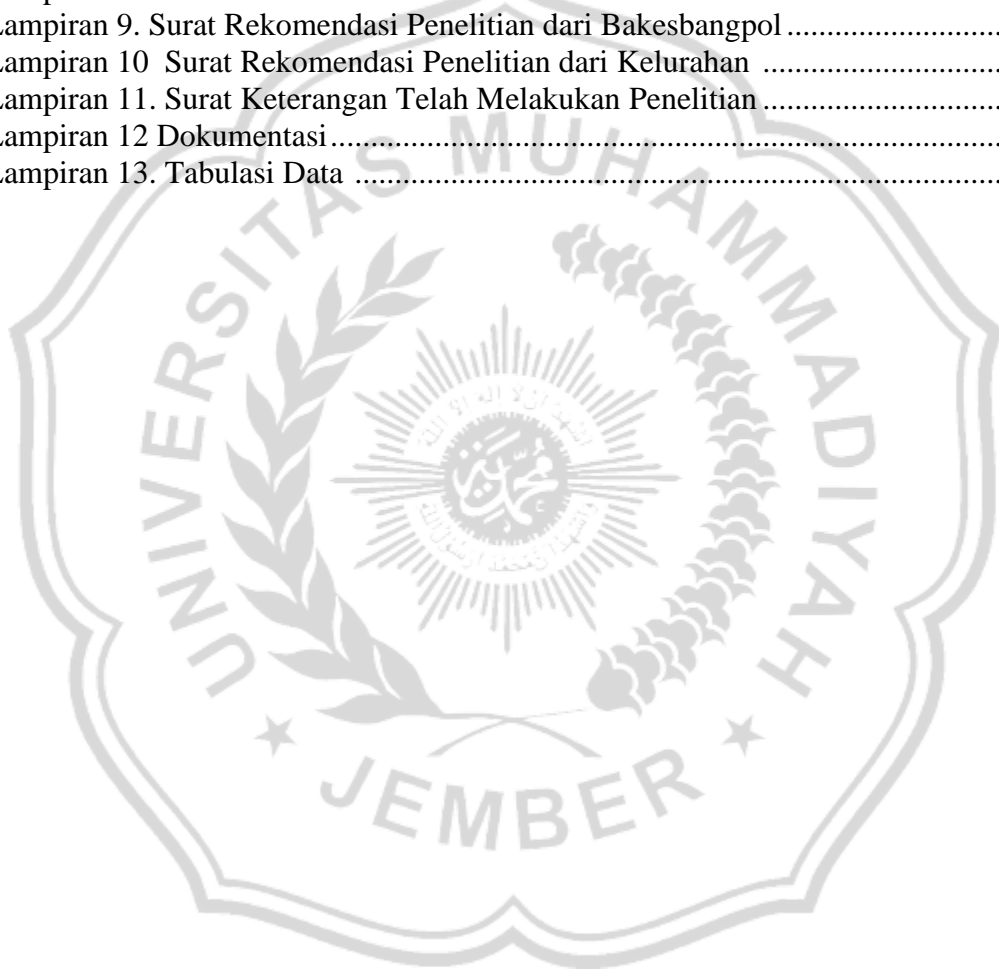 Lampiran 9. Surat Rekomendasi Penelitian dari Bakesbangpol ............................
Lampiran 10  Surat Rekomendasi Penelitian dari Kelurahan ............................
Lampiran 11. Surat Keterangan Telah Melakukan Penelitian ............................
Lampiran 12 Dokumentasi ............................
Lampiran 13. Tabulasi Data ............................
UNIVERSITAS MUHAMMADIYAH
JEMBER